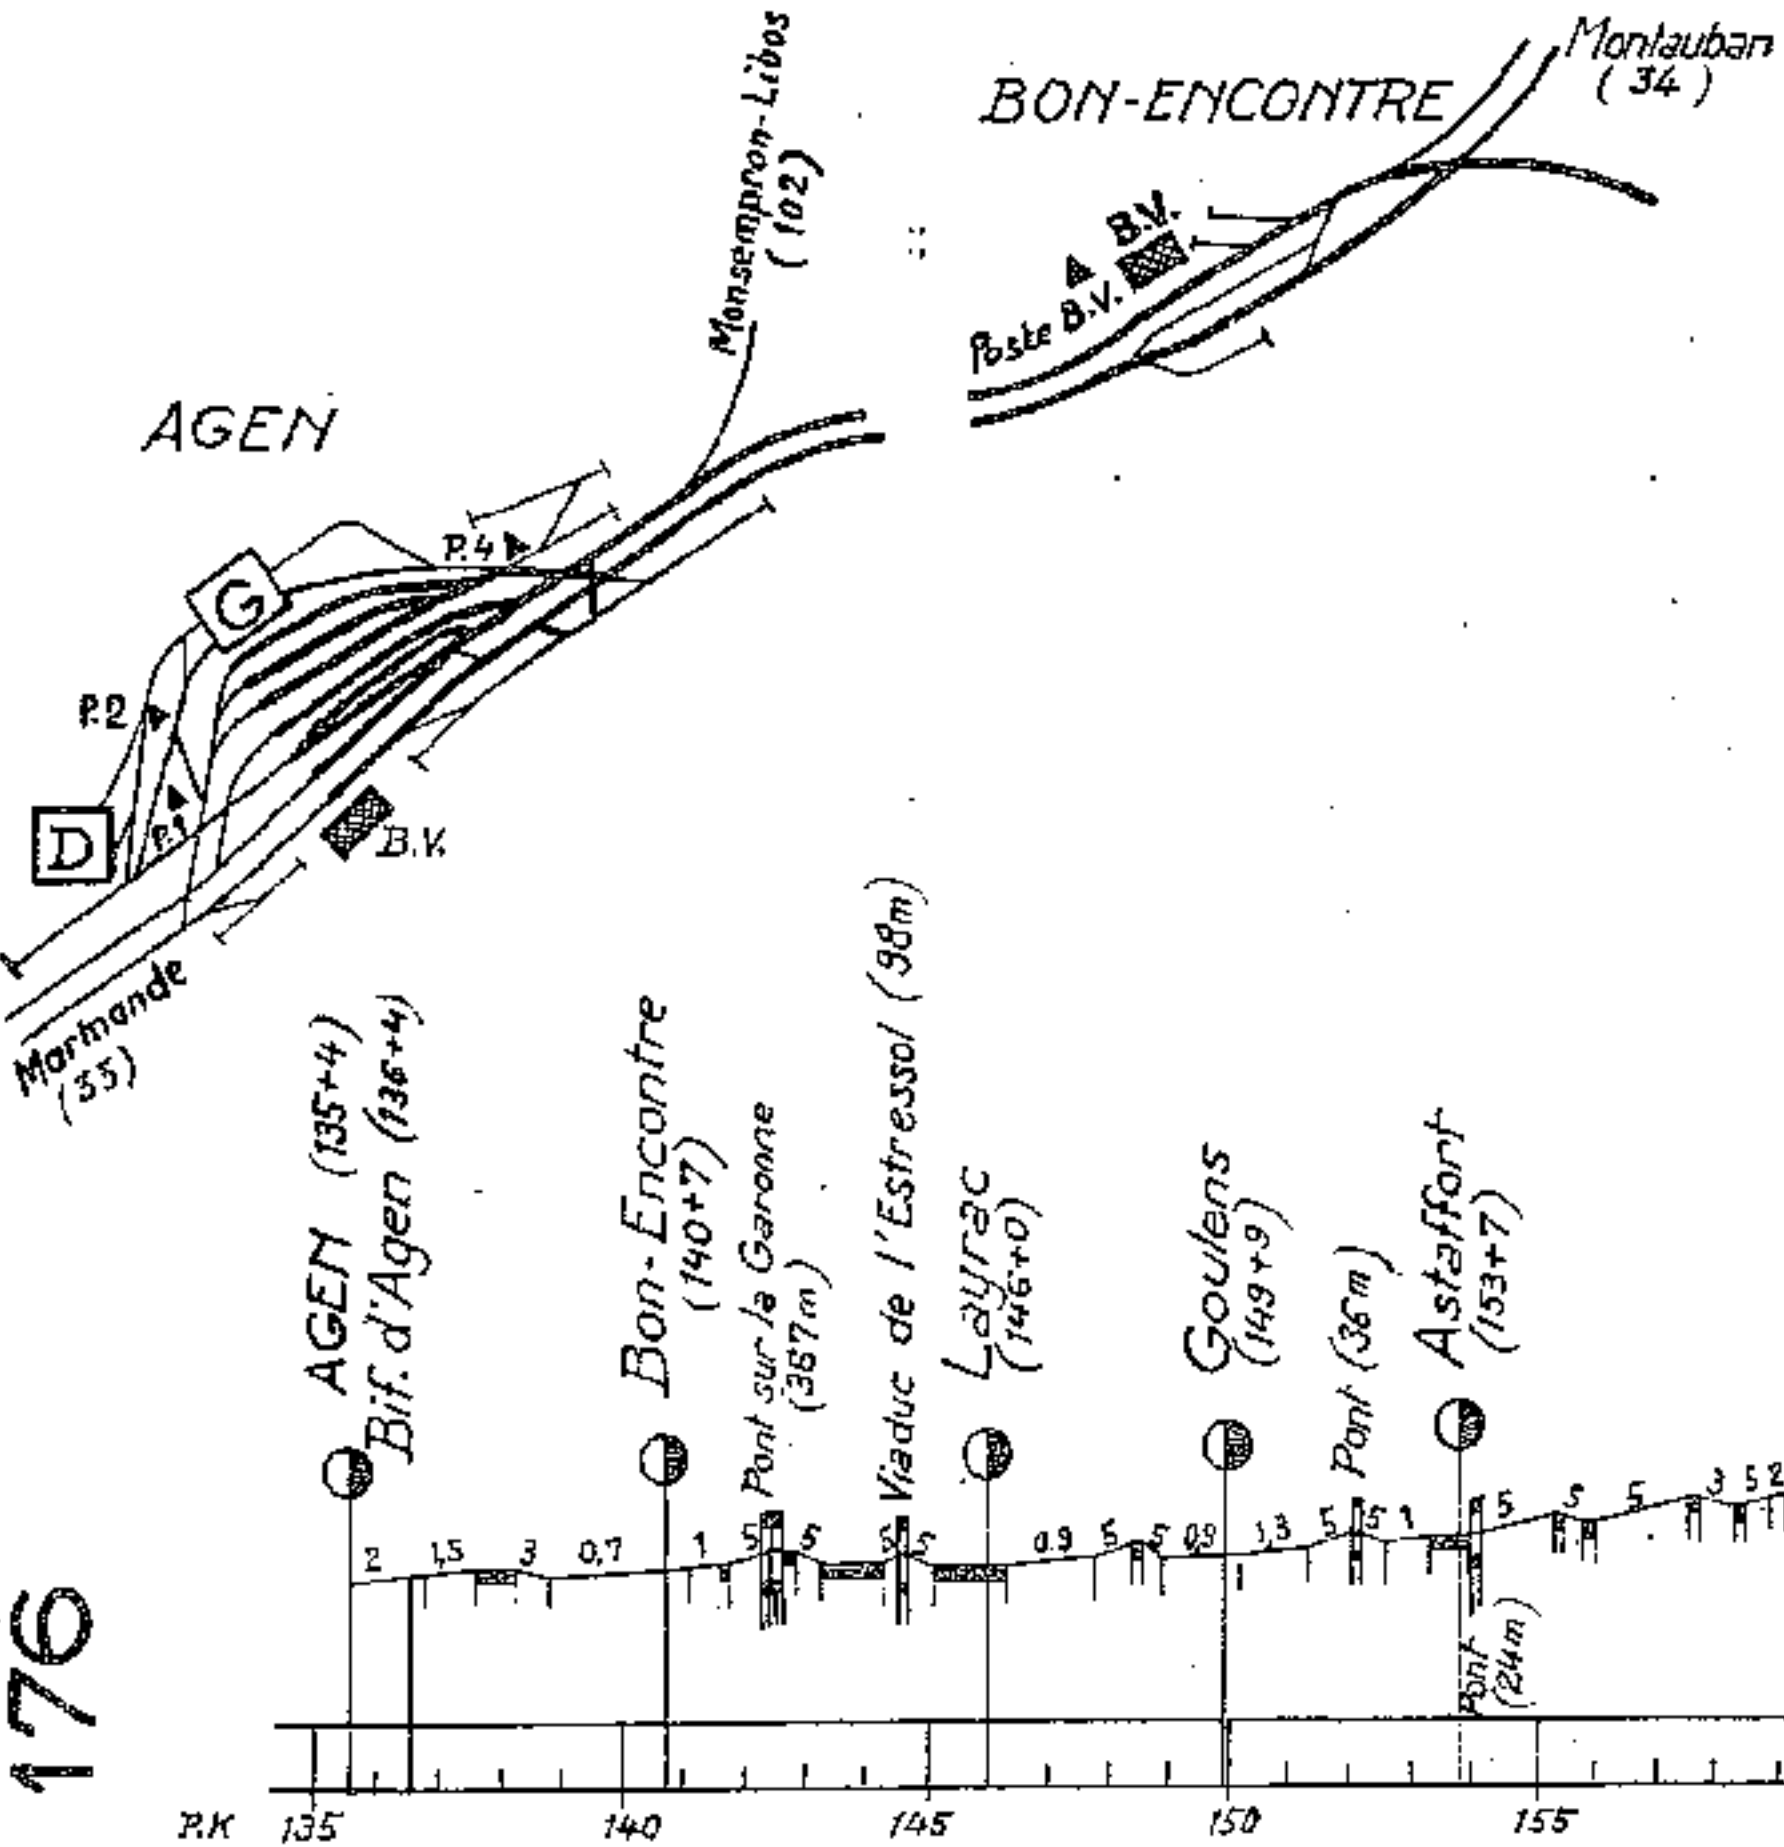 Montauban
(34)
BON-ENCONTRE
Monsempron-Libos
(102)
B.V.
Poste B.V.
AGEN
P.4
G
P.2
P.1
D
B.V.
Marmande
(35)
AGEN (135+4)
Bif. d'Agen (136+4)
Bon-Encontre
(140+7)
Pont sur la Garonne
(367m)
Viaduc de l'Estressol (98m)
Layrac
(146+0)
Goulens
(149+9)
Pont (36m)
Astaffort
(153+7)
2 1,5 3 0,7 1 5 5 5 0,9 5 5 0,9 1,3 5 5 1 5 5 5 3 5 2
Pont
(24m)
176
P.K 135 140 145 150 155